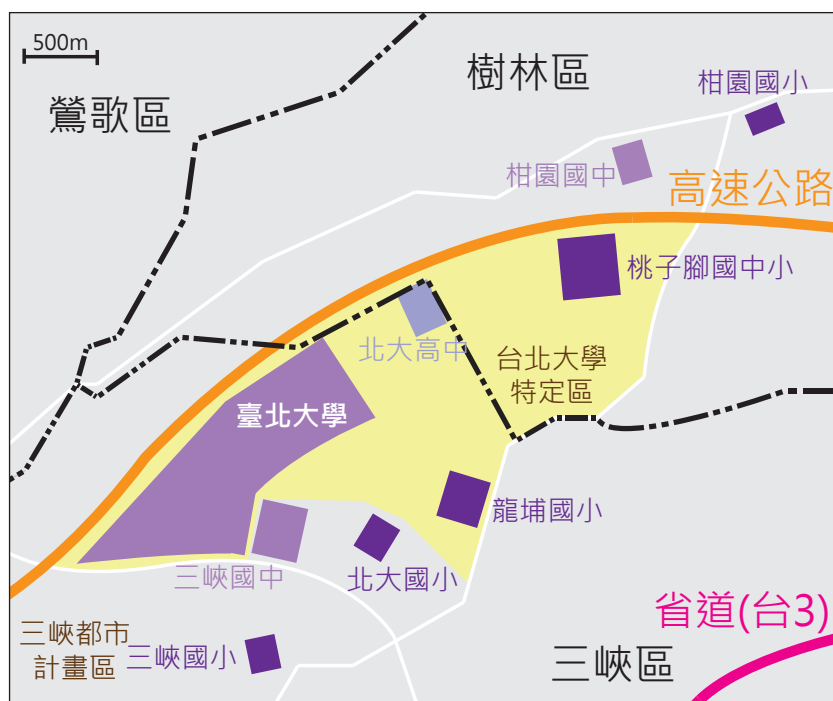 500m
鶯歌區
樹林區
柑園國小
柑園國中
高速公路
桃子腳國中小
北大高中
台北大學
特定區
臺北大學
龍埔國小
三峽國中
北大國小
三峽都市
計畫區
三峽國小
省道(台3)
三峽區